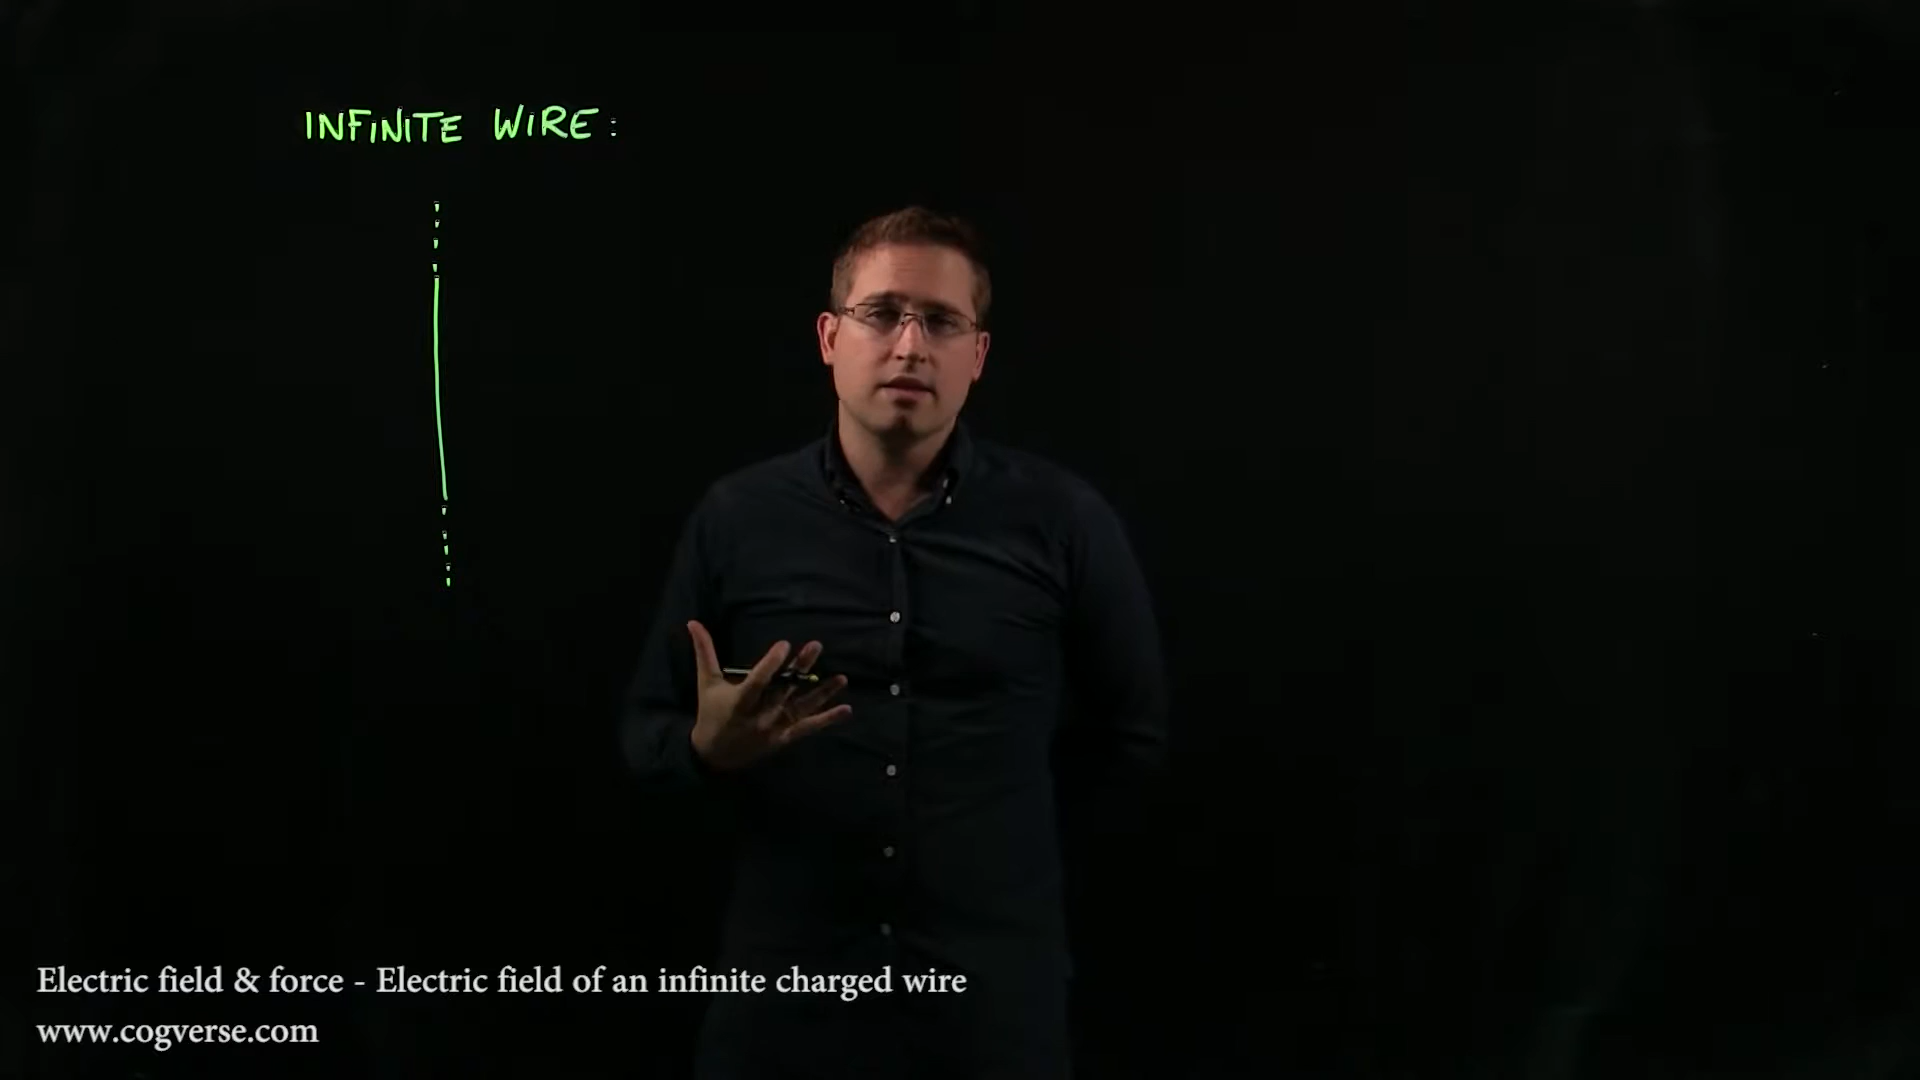 INFINITE WIRE:
Electric field & force - Electric field of an infinite charged wire
www.cogverse.com